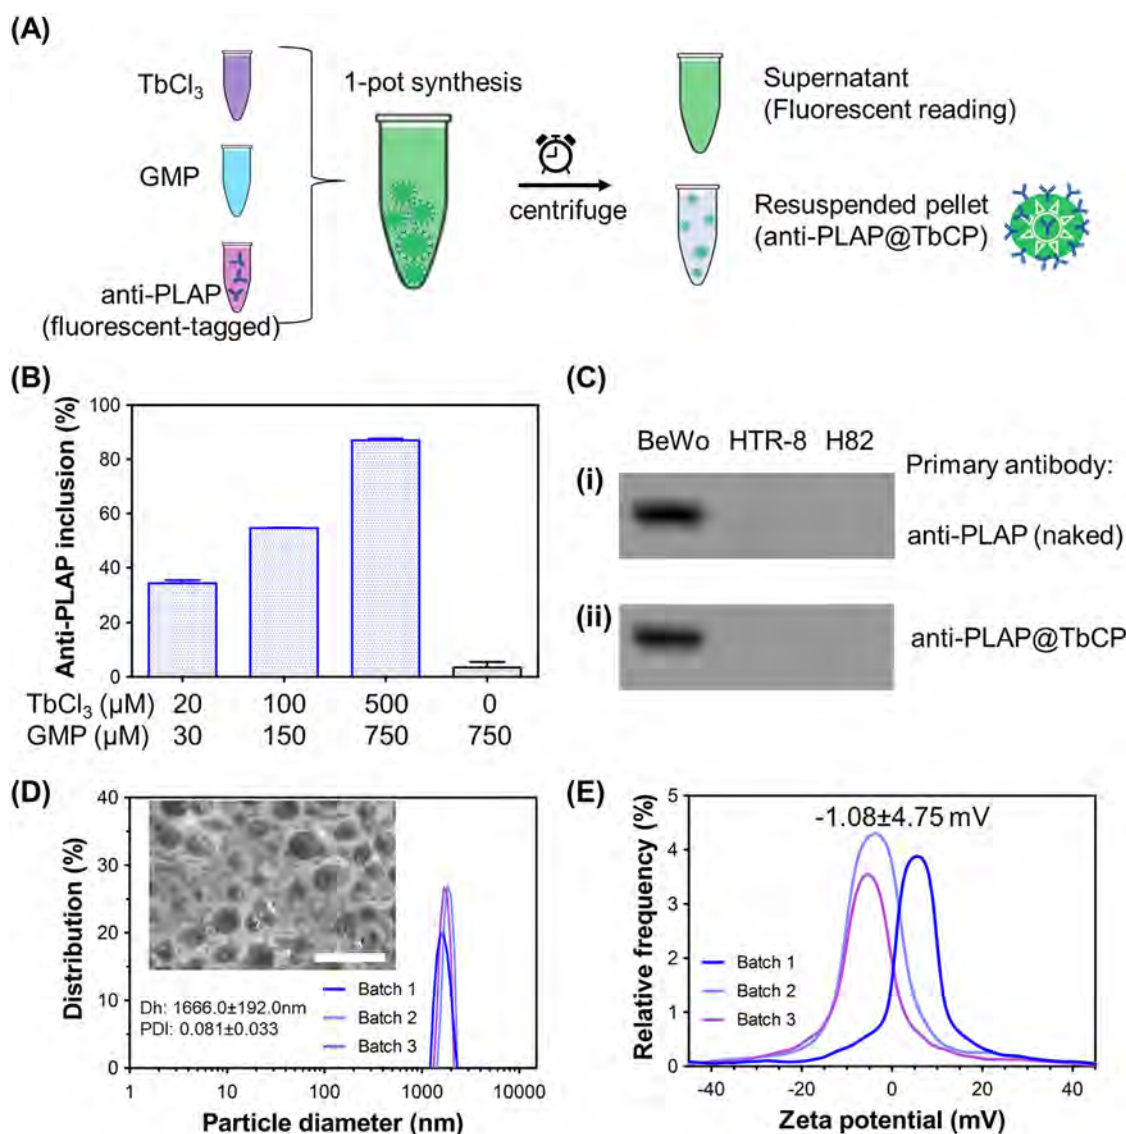 (A)
TbCl₃
GMP
anti-PLAP
(fluorescent-tagged)
1-pot synthesis
centrifuge
Supernatant
(Fluorescent reading)
Resuspended pellet
(anti-PLAP@TbCP)
(B)
Anti-PLAP inclusion (%)
100
80
60
40
20
0
TbCl₃ (µM) 20 100 500 0
GMP (µM) 30 150 750 750
(C)
BeWo HTR-8 H82
Primary antibody:
(i)
anti-PLAP (naked)
(ii)
anti-PLAP@TbCP
(D)
Distribution (%)
40
30
20
10
0
Dh: 1666.0±192.0nm
PDI: 0.081±0.033
Batch 1
Batch 2
Batch 3
1 10 100 1000 10000
Particle diameter (nm)
(E)
Relative frequency (%)
5
4
3
2
1
0
-1.08±4.75 mV
Batch 1
Batch 2
Batch 3
-40 -20 0 20 40
Zeta potential (mV)